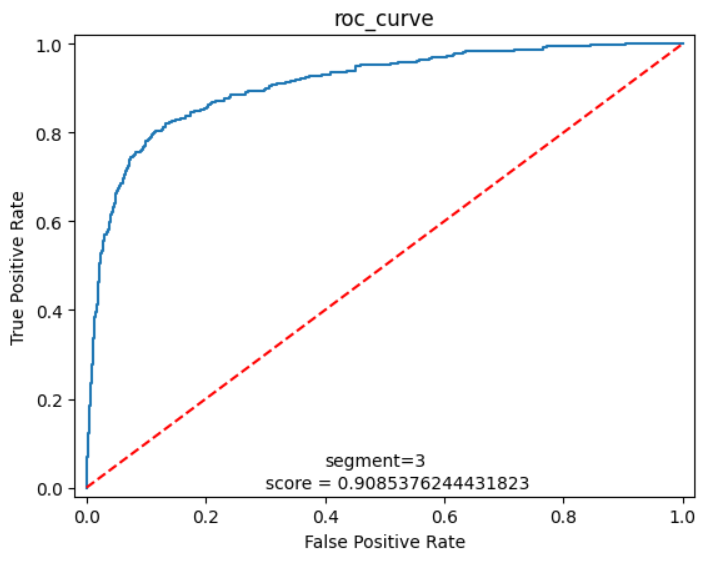 roc_curve
1.0
0.8
0.6
0.4
0.2
0.0
True Positive Rate
segment=3
score = 0.9085376244431823
0.0 0.2 0.4 0.6 0.8 1.0
False Positive Rate